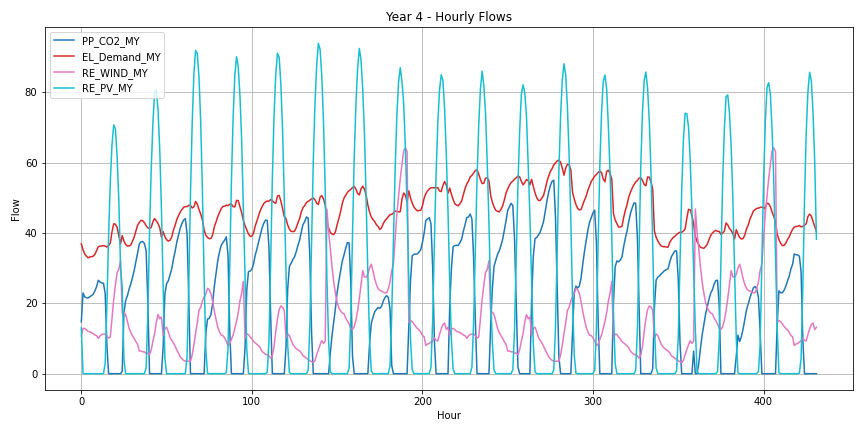 Year 4 - Hourly Flows
PP_CO2_MY
EL_Demand_MY
RE_WIND_MY
RE_PV_MY
80
60
40
20
0
Flow
0 100 200 300 400
Hour